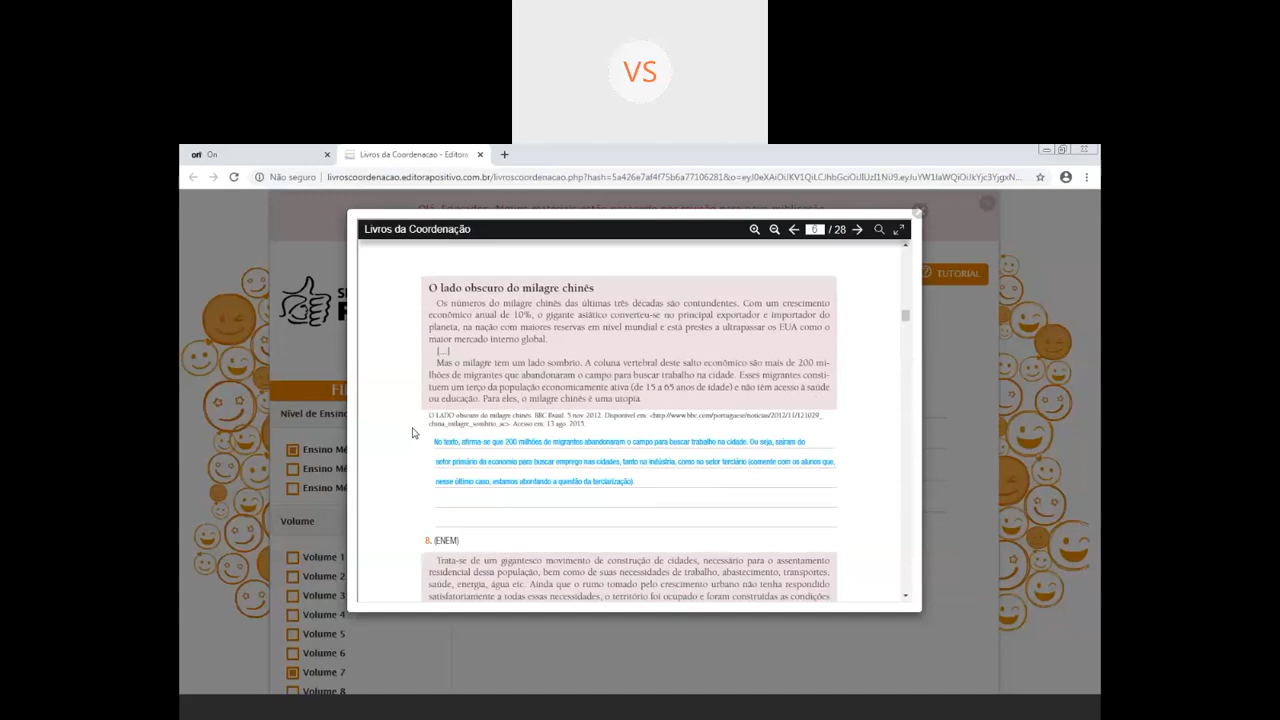 VS
On
Livros da Coordenacao - Editora
Não seguro
livroscoordenacao.editorapositivo.com.br/livroscoordenacao.php?hash=5a426e7af4f75b6a77106281&o=
Livros da Coordenação
6 / 28
TUTORIAL
O lado obscuro do milagre chinês
Os números do milagre chinês das últimas três décadas são contundentes. Com um crescimento
econômico anual de 10%, o gigante asiático converteu-se no principal exportador e importador do
planeta, na nação com maiores reservas em nível mundial e está prestes a ultrapassar os EUA como o
maior mercado interno global.
[...]
Mas o milagre tem um lado sombrio. A coluna vertebral deste salto econômico são mais de 200 mi-
lhões de migrantes que abandonaram o campo para buscar trabalho na cidade. Esses migrantes consti-
tuem um terço da população economicamente ativa (de 15 a 65 anos de idade) e não têm acesso à saúde
ou educação. Para eles, o milagre chinês é uma utopia.
O LADO obscuro do milagre chinês. BBC Brasil. 5 nov. 2012. Disponível em: <http://www.bbc.com/portuguese/noticias/2012/11/121029_
china_milagre_sombrio_ac>. Acesso em: 13 ago. 2015.
No texto, afirma-se que 200 milhões de migrantes abandonaram o campo para buscar trabalho na cidade. Ou seja, saíram do
setor primário da economia para buscar emprego nas cidades, tanto na indústria, como no setor terciário (comente com os alunos que,
nesse último caso, estamos abordando a questão da terciarização).
8. (ENEM)
Trata-se de um gigantesco movimento de construção de cidades, necessário para o assentamento
residencial dessa população, bem como de suas necessidades de trabalho, abastecimento, transportes,
saúde, energia, água etc. Ainda que o rumo tomado pelo crescimento urbano não tenha respondido
satisfatoriamente a todas essas necessidades, o território foi ocupado e foram construídas as condições
Nível de Ensino
Ensino Mé
Ensino Mé
Ensino Mé
Volume
Volume 1
Volume 2
Volume 3
Volume 4
Volume 5
Volume 6
Volume 7
Volume 8